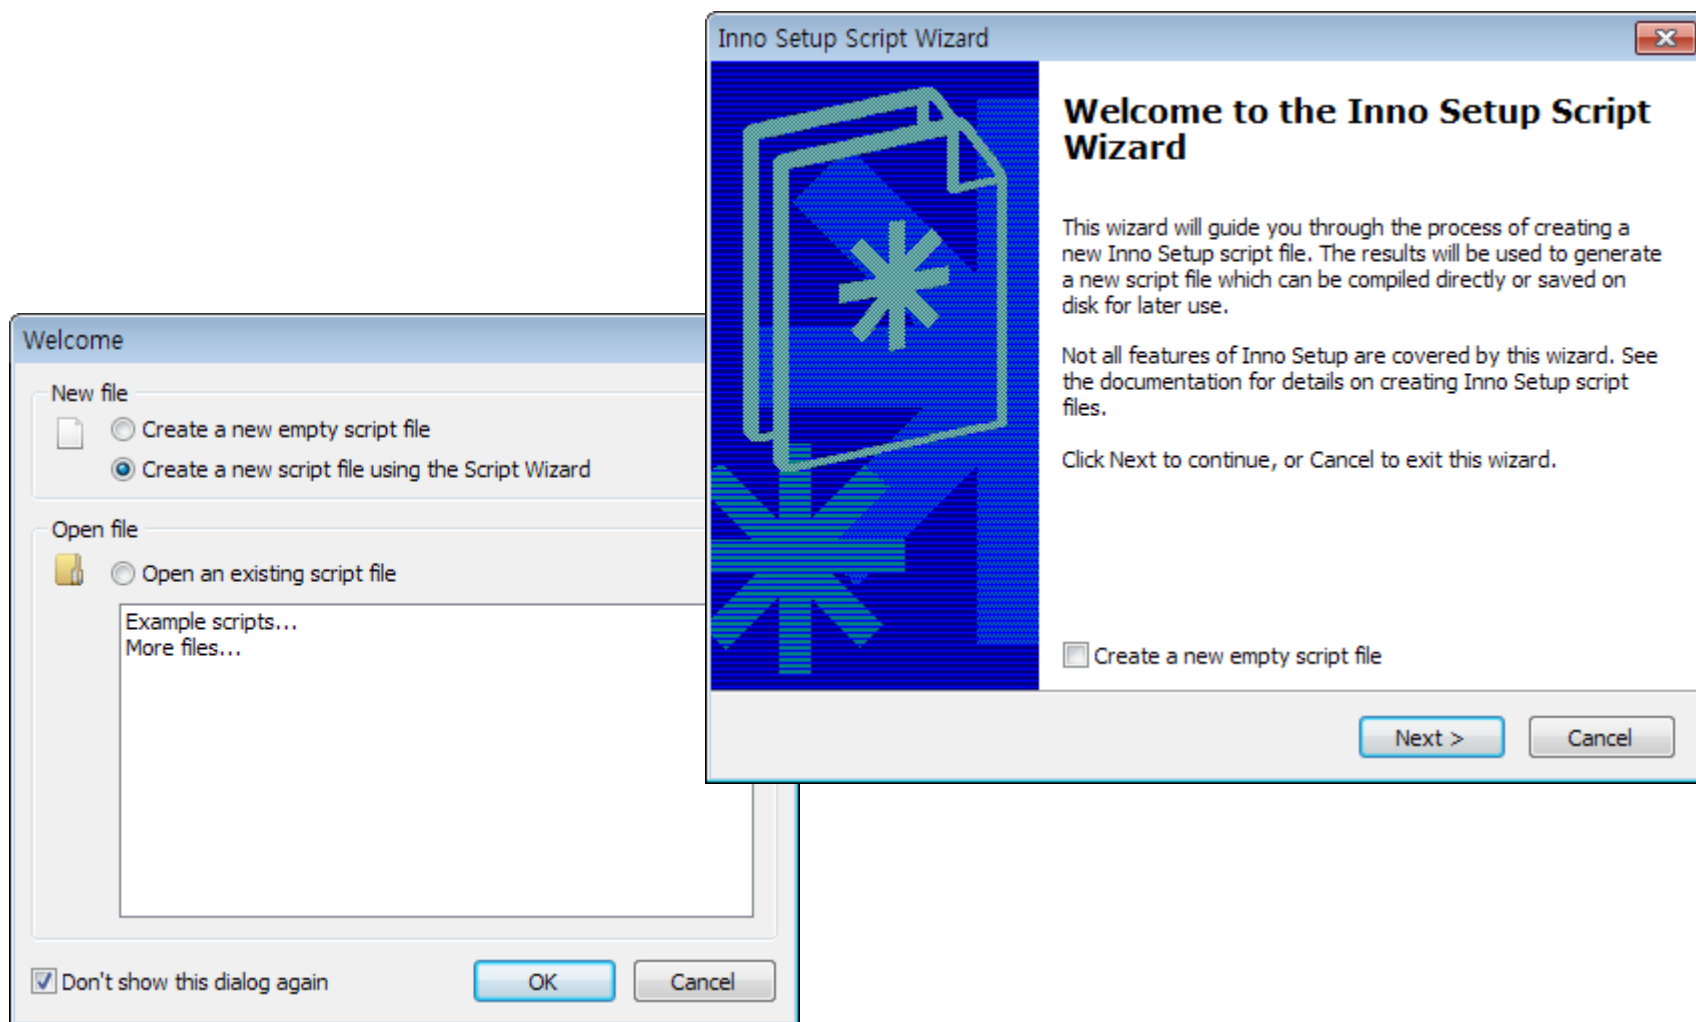 Inno Setup Script Wizard
Welcome to the Inno Setup Script
Wizard
This wizard will guide you through the process of creating a
new Inno Setup script file. The results will be used to generate
a new script file which can be compiled directly or saved on
disk for later use.
Not all features of Inno Setup are covered by this wizard. See
the documentation for details on creating Inno Setup script
files.
Click Next to continue, or Cancel to exit this wizard.
Create a new empty script file
Next >
Cancel
Welcome
New file
Create a new empty script file
Create a new script file using the Script Wizard
Open file
Open an existing script file
Example scripts...
More files...
Don't show this dialog again
OK
Cancel